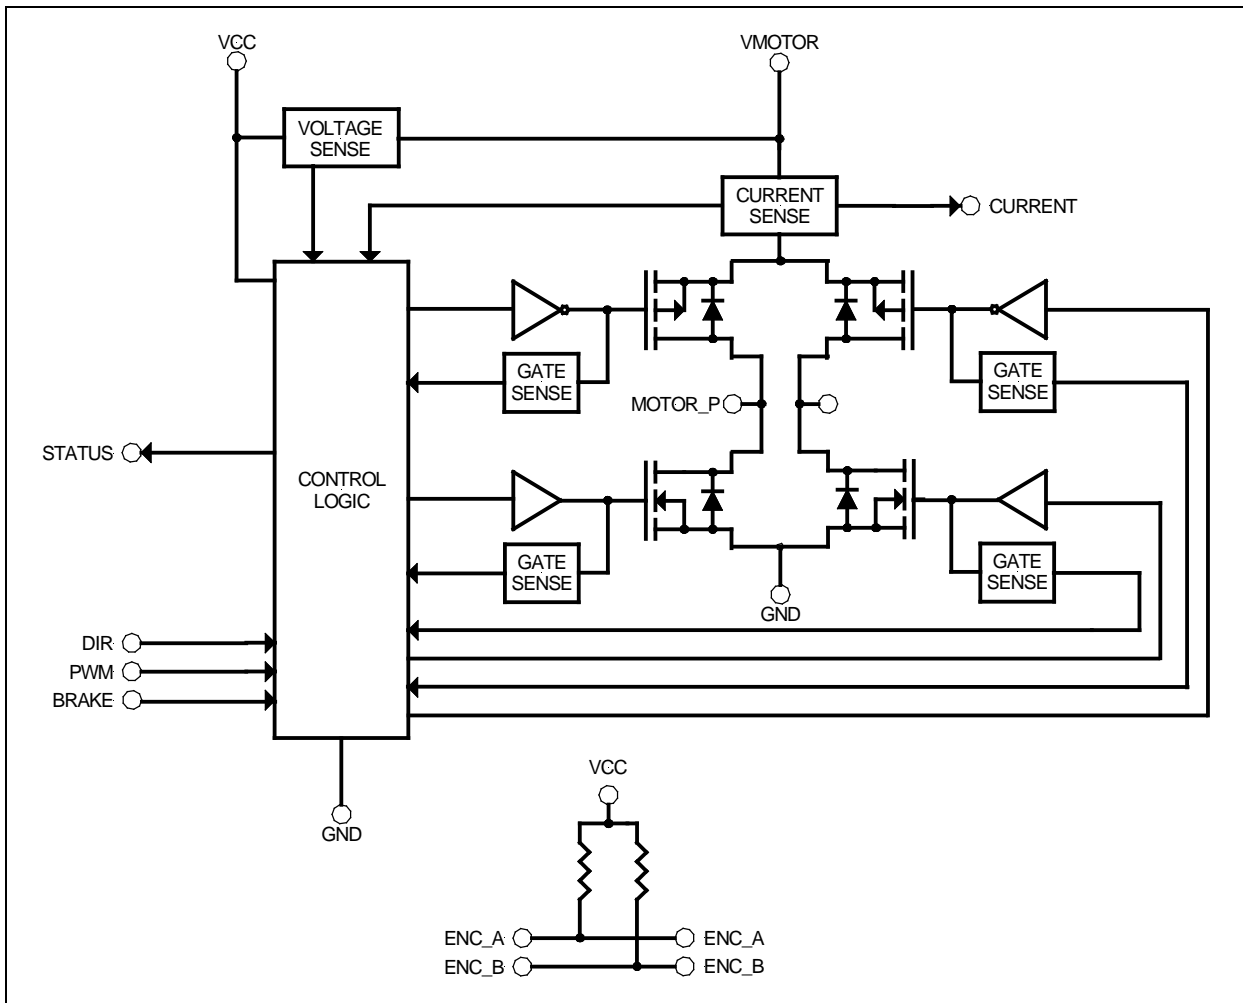 VCC
VMOTOR
VOLTAGE
SENSE
CURRENT
SENSE
CURRENT
GATE
SENSE
GATE
SENSE
MOTOR_P
STATUS
CONTROL
LOGIC
GATE
SENSE
GATE
SENSE
GND
DIR
PWM
BRAKE
VCC
GND
ENC_A
ENC_A
ENC_B
ENC_B